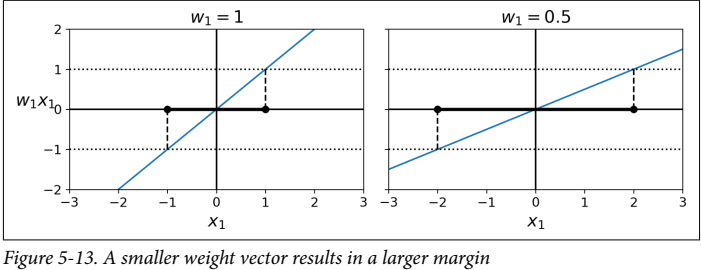 w₁ = 1
w₁ = 0.5
2
1
w₁x₁ 0
−1
−2
−3 −2 −1 0 1 2 3
−3 −2 −1 0 1 2 3
x₁
x₁
Figure 5-13. A smaller weight vector results in a larger margin